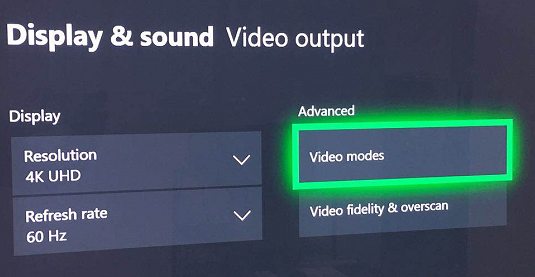 Display & sound Video output
Display
Resolution
4K UHD
Refresh rate
60 Hz
Advanced
Video modes
Video fidelity & overscan